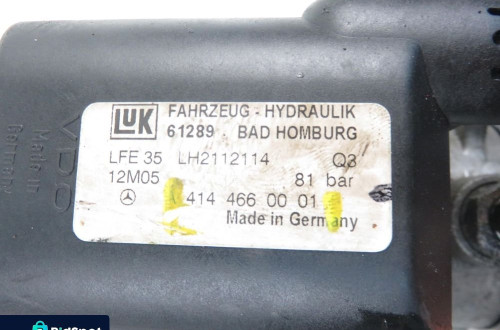 LUK FAHRZEUG - HYDRAULIK
61289 BAD HOMBURG
LFE 35 LH2112114 Q3
12M05 81 bar
414 466 00 01
Made in Germany
VDO
Made in
Germany
BidSpot